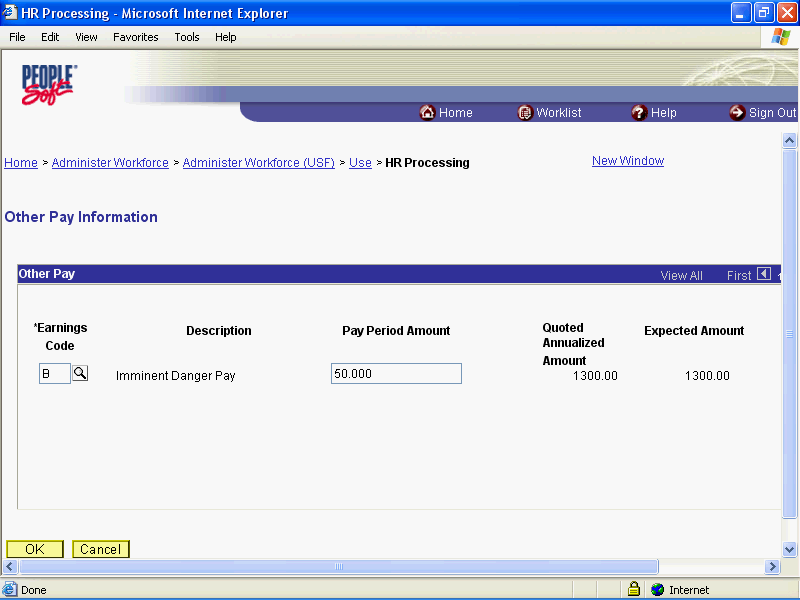 HR Processing - Microsoft Internet Explorer
File Edit View Favorites Tools Help
PEOPLE
Soft
Home Worklist Help Sign Out
Home > Administer Workforce > Administer Workforce (USF) > Use > HR Processing New Window
Other Pay Information
Other Pay View All First
*Earnings Code Description Pay Period Amount Quoted Annualized Amount Expected Amount
B Imminent Danger Pay 50.000 1300.00 1300.00
OK Cancel
Done Internet